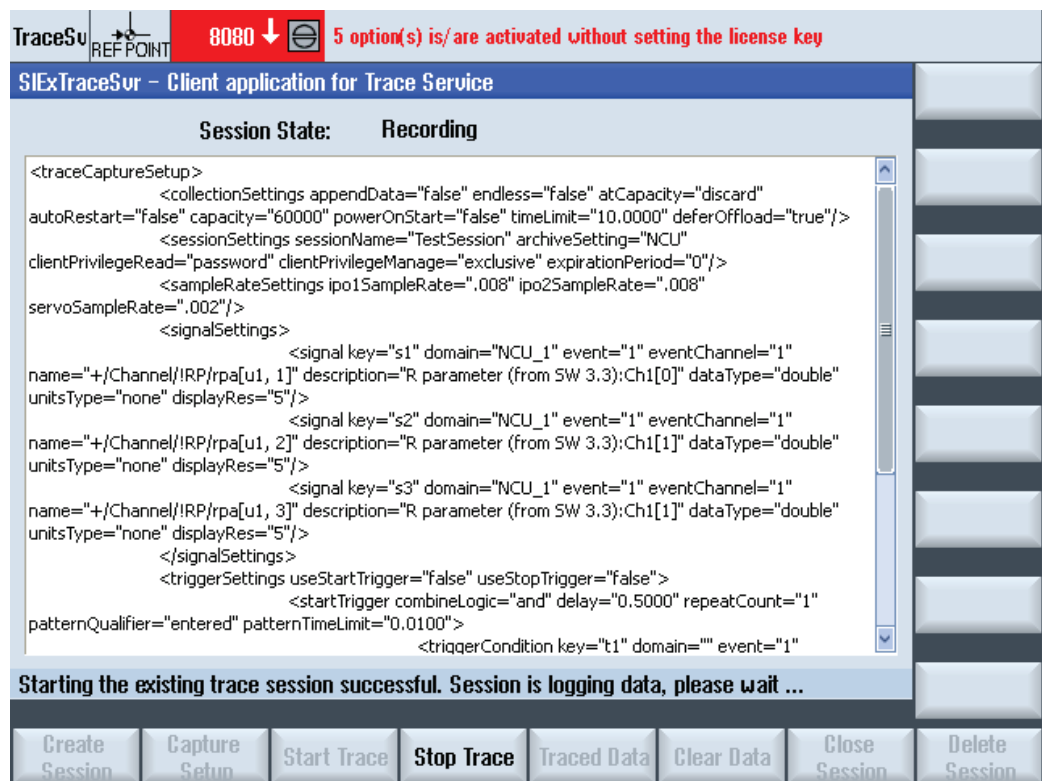 TraceSv REF POINT 8080 5 option(s) is/are activated without setting the license key
SlExTraceSvr - Client application for Trace Service
Session State: Recording
<traceCaptureSetup>
<collectionSettings appendData="false" endless="false" atCapacity="discard"
autoRestart="false" capacity="60000" powerOnStart="false" timeLimit="10.0000" deferOffload="true"/>
<sessionSettings sessionName="TestSession" archiveSetting="NCU"
clientPrivilegeRead="password" clientPrivilegeManage="exclusive" expirationPeriod="0"/>
<sampleRateSettings ipo1SampleRate=".008" ipo2SampleRate=".008"
servoSampleRate=".002"/>
<signalSettings>
<signal key="s1" domain="NCU_1" event="1" eventChannel="1"
name="+/Channel/!RP/rpa[u1, 1]" description="R parameter (from SW 3.3):Ch1[0]" dataType="double"
unitsType="none" displayRes="5"/>
<signal key="s2" domain="NCU_1" event="1" eventChannel="1"
name="+/Channel/!RP/rpa[u1, 2]" description="R parameter (from SW 3.3):Ch1[1]" dataType="double"
unitsType="none" displayRes="5"/>
<signal key="s3" domain="NCU_1" event="1" eventChannel="1"
name="+/Channel/!RP/rpa[u1, 3]" description="R parameter (from SW 3.3):Ch1[1]" dataType="double"
unitsType="none" displayRes="5"/>
</signalSettings>
<triggerSettings useStartTrigger="false" useStopTrigger="false">
<startTrigger combineLogic="and" delay="0.5000" repeatCount="1"
patternQualifier="entered" patternTimeLimit="0.0100">
<triggerCondition key="t1" domain="" event="1"
Starting the existing trace session successful. Session is logging data, please wait ...
Create Session
Capture Setup
Start Trace
Stop Trace
Traced Data
Clear Data
Close Session
Delete Session